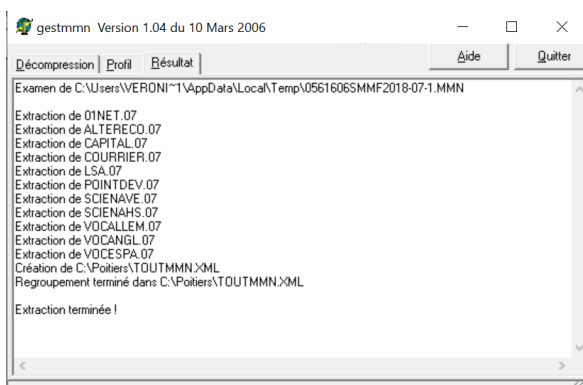 gestmmn Version 1.04 du 10 Mars 2006
Décompression Profil Résultat Aide Quitter
Examen de C:\Users\VERONI~1\AppData\Local\Temp\0561606SMMF2018-07-1.MMN
Extraction de 01NET.07
Extraction de ALTERECO.07
Extraction de CAPITAL.07
Extraction de COURRIER.07
Extraction de LSA.07
Extraction de POINTDEV.07
Extraction de SCIENAVE.07
Extraction de SCIENAHS.07
Extraction de VOCALLEM.07
Extraction de VOCANGL.07
Extraction de VOCESPA.07
Création de C:\Poitiers\TOUTMMN.XML
Regroupement terminé dans C:\Poitiers\TOUTMMN.XML
Extraction terminée !